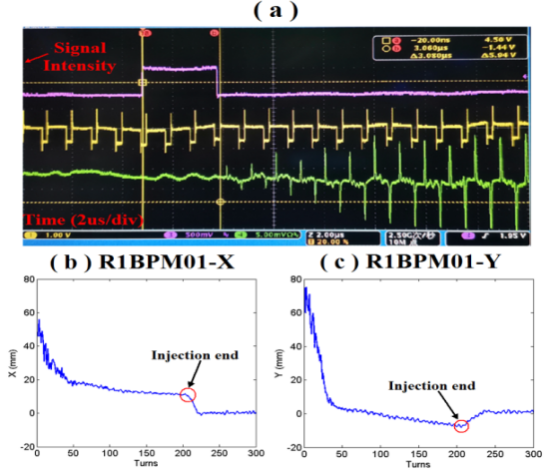 ( a )
Signal
Intensity
-20.00ns 4.50 V
3.060µs -1.44 V
Δ3.080µs Δ5.94 V
Time (2us/div)
1.00 V 500mV 5.00mVΩ Z 2.00µs 2.50G 1.85 V
20.00 % 10M
( b ) R1BPM01-X ( c ) R1BPM01-Y
80 80
60 60
Injection end
40 40
X (mm) Y (mm)
20 20
Injection end
0 0
-20 -20
0 50 100 150 200 250 300 0 50 100 150 200 250 300
Turns Turns